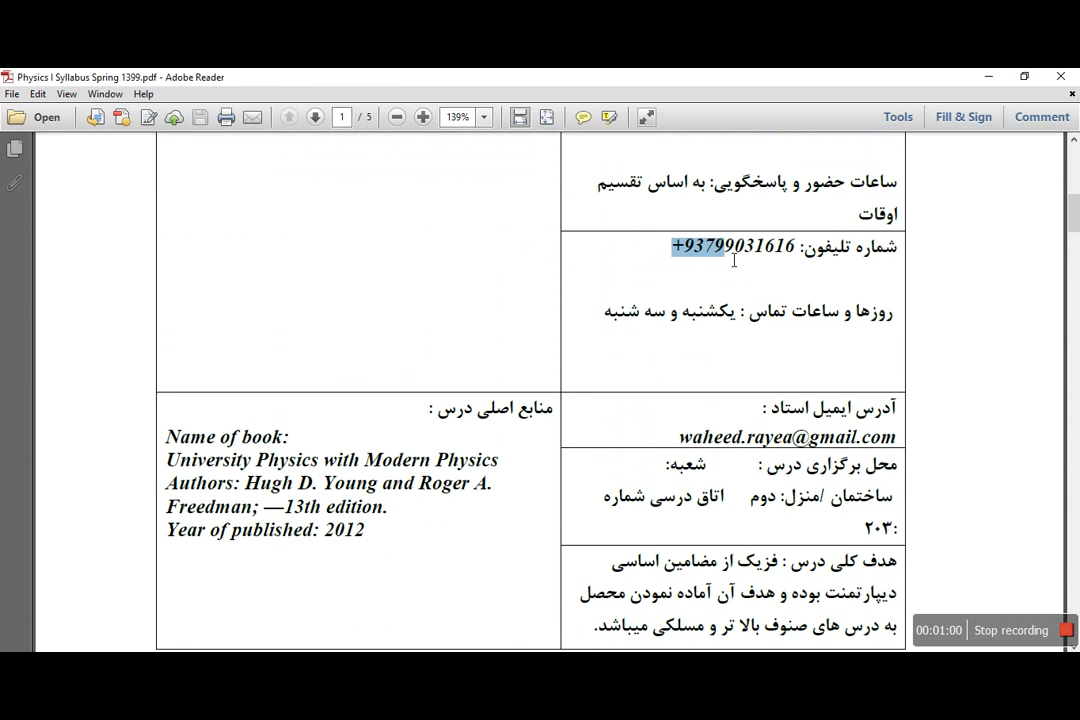 Physics I Syllabus Spring 1399.pdf - Adobe Reader
File Edit View Window Help
Open 1 / 5 139% Tools Fill & Sign Comment
ساعات حضور و پاسخگویی: به اساس تقسیم
اوقات
شماره تلیفون: +93799031616
روزها و ساعات تماس : یکشنبه و سه شنبه
آدرس ایمیل استاد :
waheed.rayea@gmail.com
محل برگزاری درس : شعبه:
ساختمان /منزل: دوم اتاق درسی شماره
:۲۰۳
هدف کلی درس : فزیک از مضامین اساسی
دیپارتمنت بوده و هدف آن آماده نمودن محصل
به درس های صنوف بالا تر و مسلکی میباشد.
منابع اصلی درس :
Name of book:
University Physics with Modern Physics
Authors: Hugh D. Young and Roger A.
Freedman; —13th edition.
Year of published: 2012
00:01:00 Stop recording